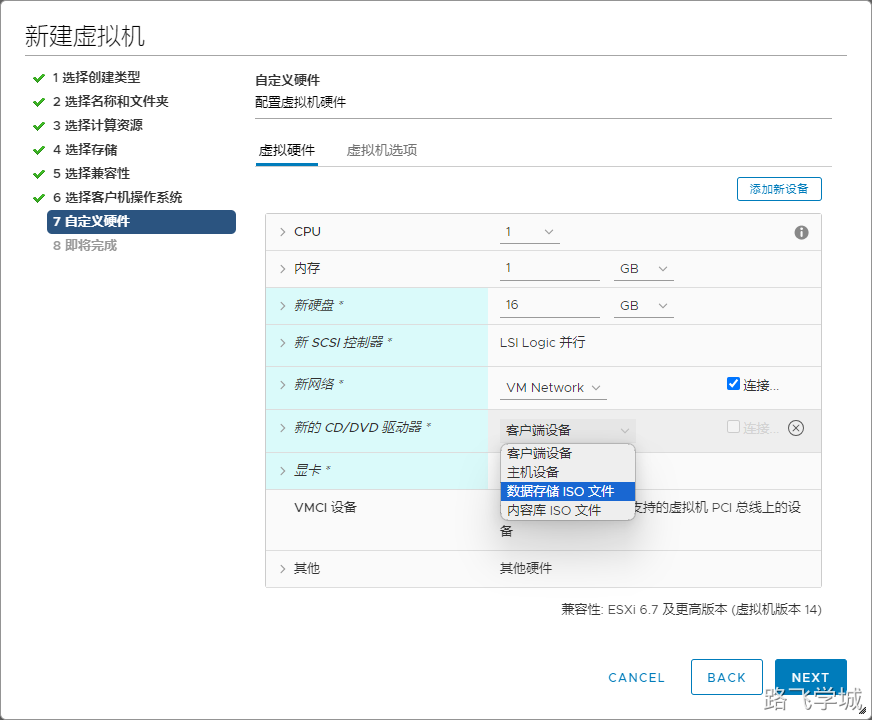 新建虚拟机
1 选择创建类型
2 选择名称和文件夹
3 选择计算资源
4 选择存储
5 选择兼容性
6 选择客户机操作系统
7 自定义硬件
8 即将完成
自定义硬件
配置虚拟机硬件
虚拟硬件 虚拟机选项
添加新设备
CPU 1
内存 1 GB
新硬盘 * 16 GB
新 SCSI 控制器 * LSI Logic 并行
新网络 * VM Network 连接...
新的 CD/DVD 驱动器 * 客户端设备 连接...
客户端设备
主机设备
数据存储 ISO 文件
内容库 ISO 文件
显卡 *
VMCI 设备 支持的虚拟机 PCI 总线上的设
备
其他 其他硬件
兼容性: ESXi 6.7 及更高版本 (虚拟机版本 14)
CANCEL BACK NEXT
路飞学城